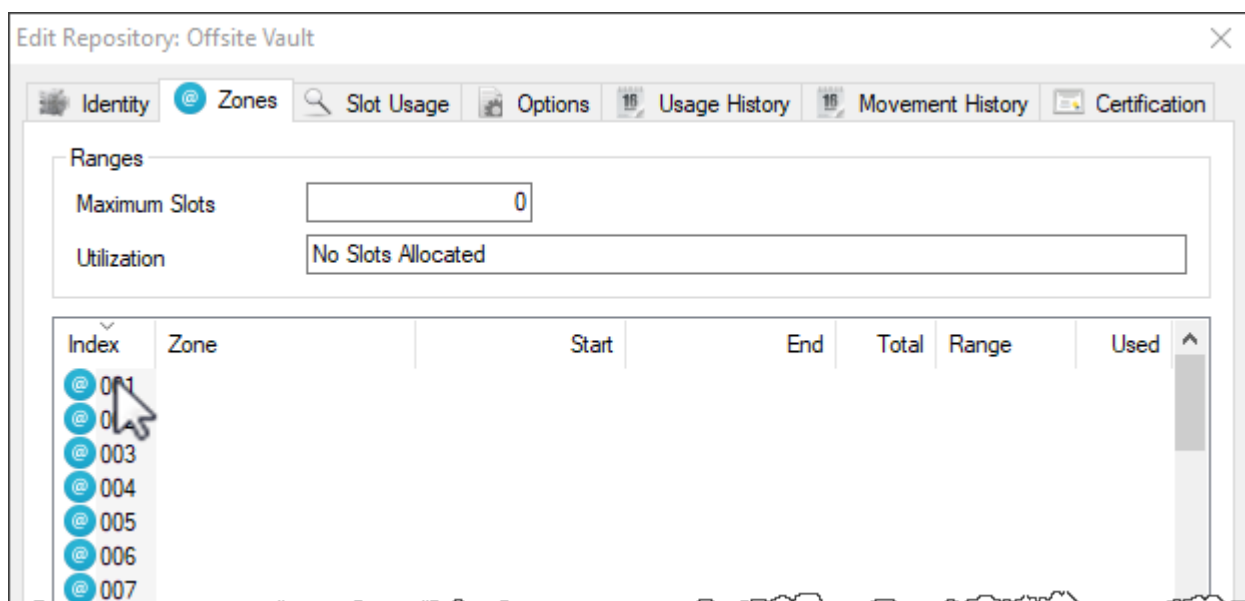 Edit Repository: Offsite Vault
Identity Zones Slot Usage Options Usage History Movement History Certification
Ranges
Maximum Slots 0
Utilization No Slots Allocated
Index Zone Start End Total Range Used
001
003
004
005
006
007